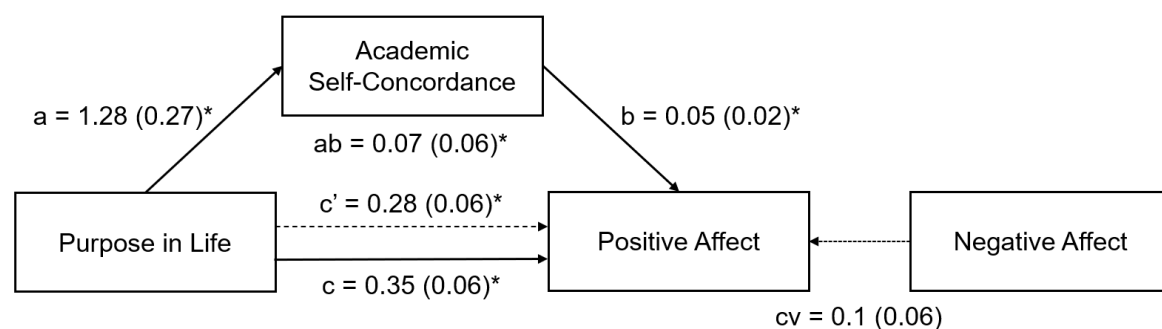 Academic
Self-Concordance
a = 1.28 (0.27)*
b = 0.05 (0.02)*
ab = 0.07 (0.06)*
c' = 0.28 (0.06)*
Purpose in Life
Positive Affect
Negative Affect
c = 0.35 (0.06)*
cv = 0.1 (0.06)